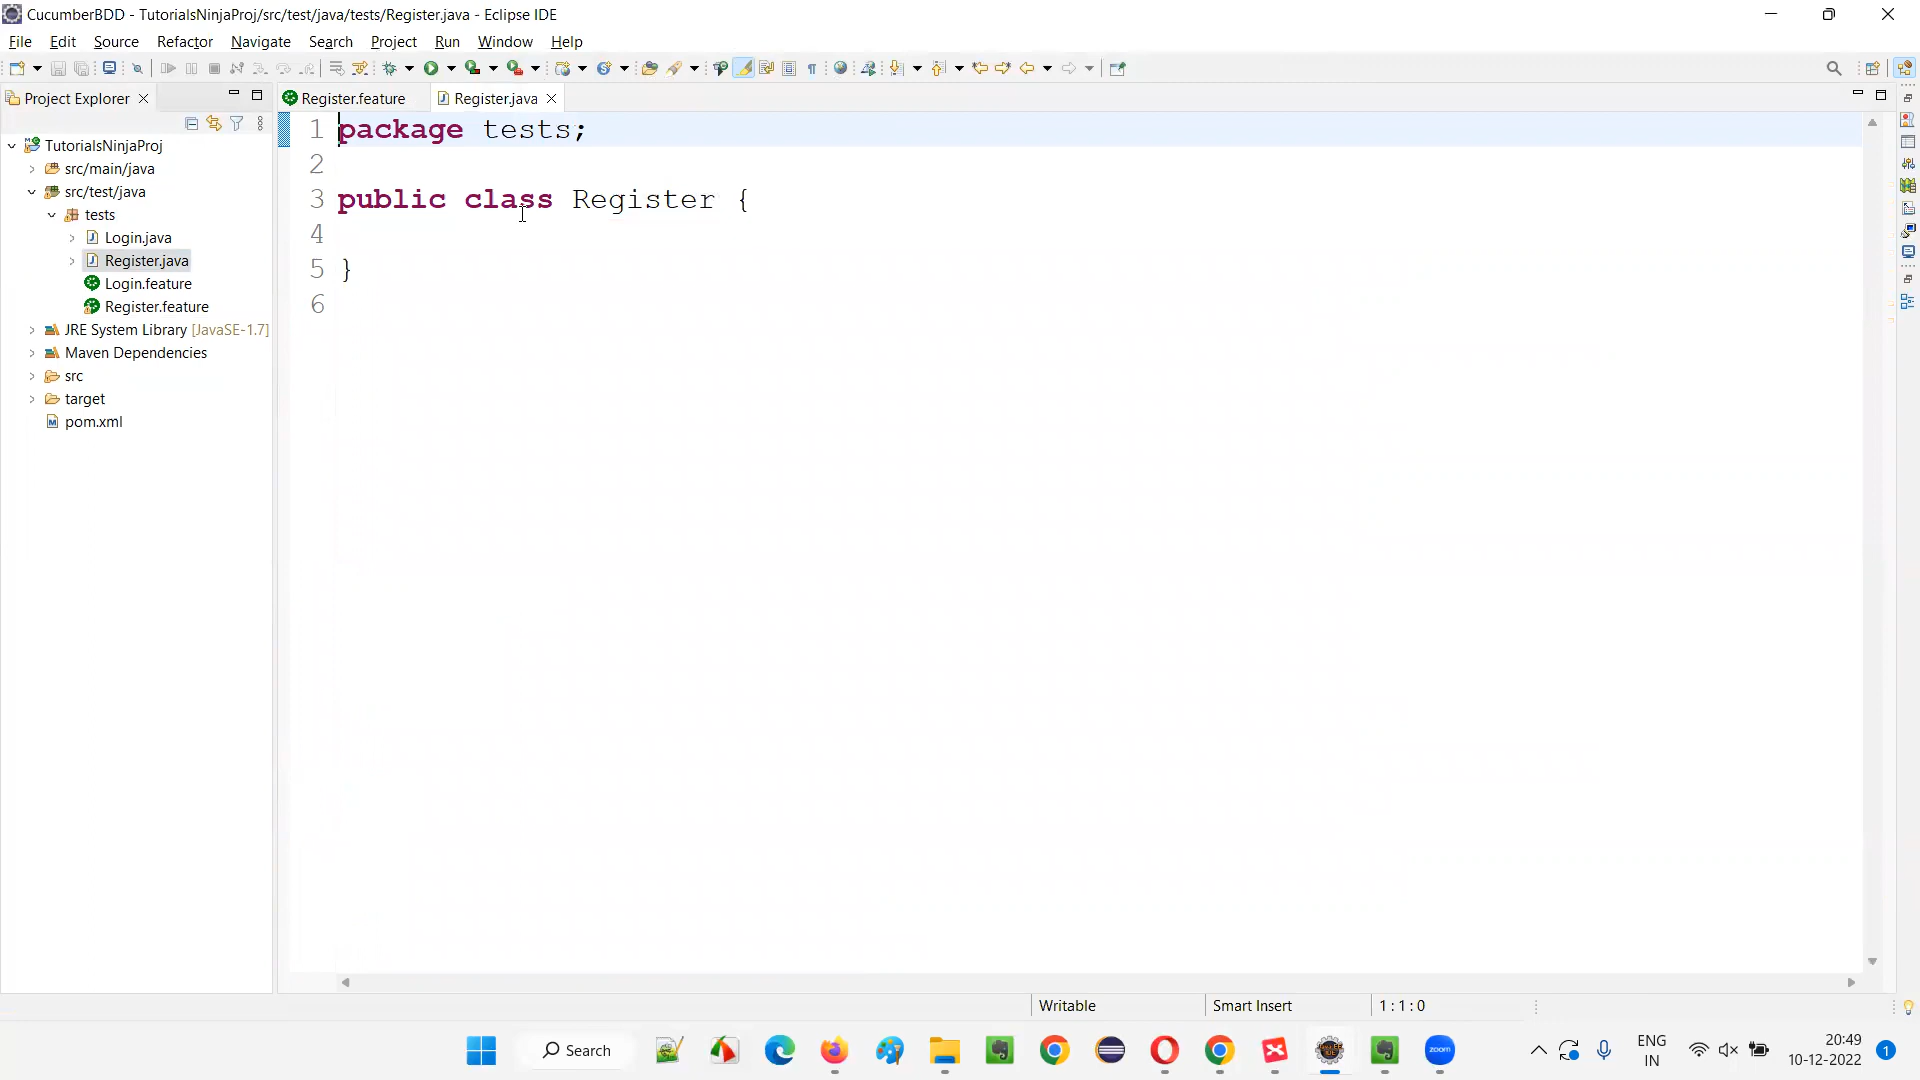 CucumberBDD - TutorialsNinjaProj/src/test/java/tests/Register.java - Eclipse IDE
File Edit Source Refactor Navigate Search Project Run Window Help
Project Explorer
Register.feature
Register.java
TutorialsNinjaProj
src/main/java
src/test/java
tests
Login.java
Register.java
Login.feature
Register.feature
JRE System Library [JavaSE-1.7]
Maven Dependencies
src
target
pom.xml
1 package tests;
2
3 public class Register {
4
5 }
6
Writable
Smart Insert
1 : 1 : 0
Search
zoom
ENG
IN
20:49
10-12-2022
1